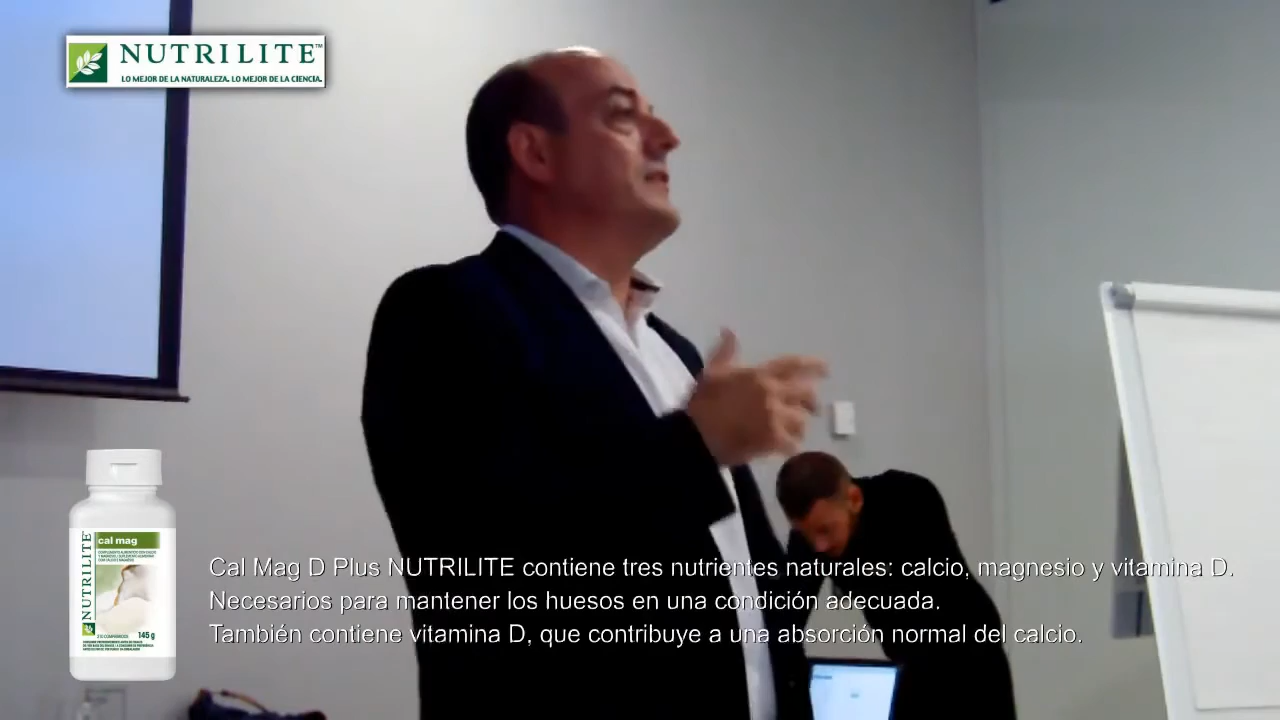 NUTRILITE™
LO MEJOR DE LA NATURALEZA. LO MEJOR DE LA CIENCIA.
NUTRILITE
cal mag
145 g
Cal Mag D Plus NUTRILITE contiene tres nutrientes naturales: calcio, magnesio y vitamina D.
Necesarios para mantener los huesos en una condición adecuada.
También contiene vitamina D, que contribuye a una absorción normal del calcio.